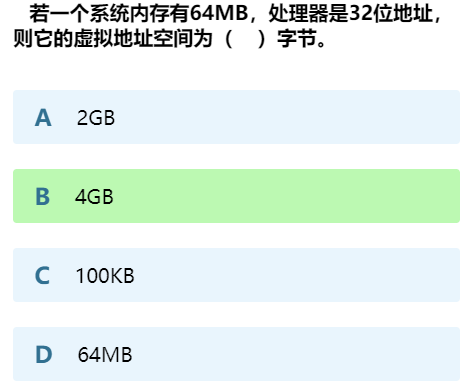 若一个系统内存有64MB，处理器是32位地址，
则它的虚拟地址空间为（　）字节。
A 2GB
B 4GB
C 100KB
D 64MB